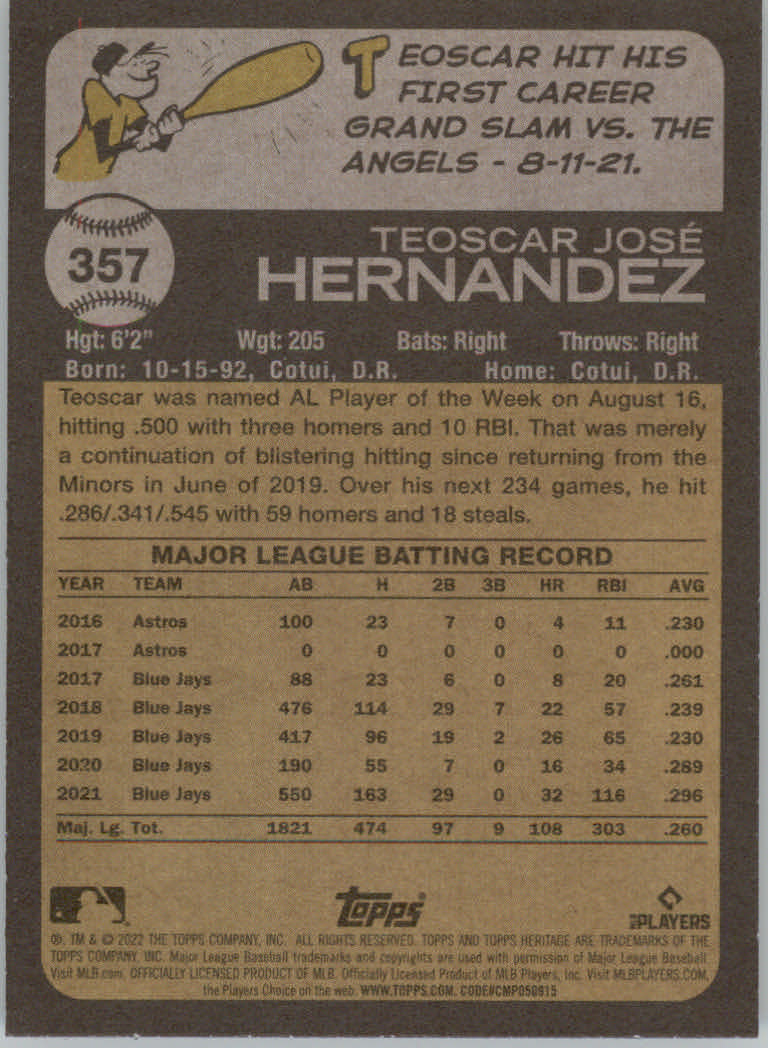 TEOSCAR HIT HIS
FIRST CAREER
GRAND SLAM VS. THE
ANGELS - 8-11-21.
357
TEOSCAR JOSÉ
HERNANDEZ
Hgt: 6'2" Wgt: 205 Bats: Right Throws: Right
Born: 10-15-92, Cotui, D.R. Home: Cotui, D.R.
Teoscar was named AL Player of the Week on August 16,
hitting .500 with three homers and 10 RBI. That was merely
a continuation of blistering hitting since returning from the
Minors in June of 2019. Over his next 234 games, he hit
.286/.341/.545 with 59 homers and 18 steals.
MAJOR LEAGUE BATTING RECORD
YEAR TEAM AB H 2B 3B HR RBI AVG
2016 Astros 100 23 7 0 4 11 .230
2017 Astros 0 0 0 0 0 0 .000
2017 Blue Jays 88 23 6 0 8 20 .261
2018 Blue Jays 476 114 29 7 22 57 .239
2019 Blue Jays 417 96 19 2 26 65 .230
2020 Blue Jays 190 55 7 0 16 34 .289
2021 Blue Jays 550 163 29 0 32 116 .296
Maj. Lg. Tot. 1821 474 97 9 108 303 .260
topps®
MLB PLAYERS
®, TM & © 2022 THE TOPPS COMPANY, INC. ALL RIGHTS RESERVED. TOPPS AND TOPPS HERITAGE ARE TRADEMARKS OF THE
TOPPS COMPANY, INC. Major League Baseball trademarks and copyrights are used with permission of Major League Baseball.
Visit MLB.com. OFFICIALLY LICENSED PRODUCT OF MLB. Officially Licensed Product of MLB Players, Inc. Visit MLBPLAYERS.COM,
the Players Choice on the web. WWW.TOPPS.COM. CODE#CMP050915